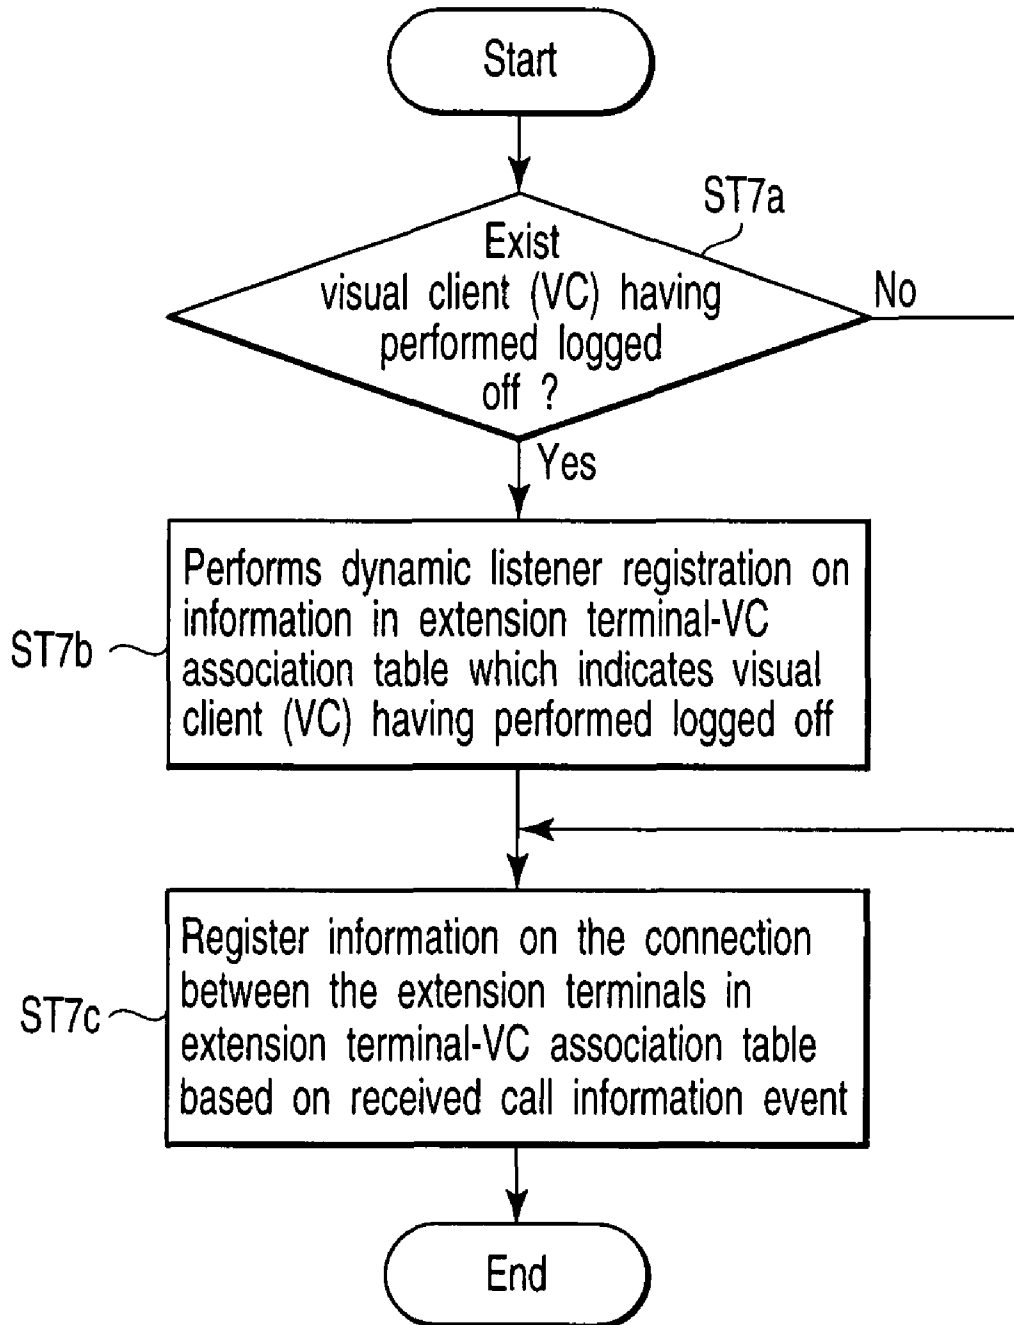 Start
ST7a
Exist
visual client (VC) having
performed logged
off ?
No
Yes
ST7b
Performs dynamic listener registration on
information in extension terminal-VC
association table which indicates visual
client (VC) having performed logged off
ST7c
Register information on the connection
between the extension terminals in
extension terminal-VC association table
based on received call information event
End